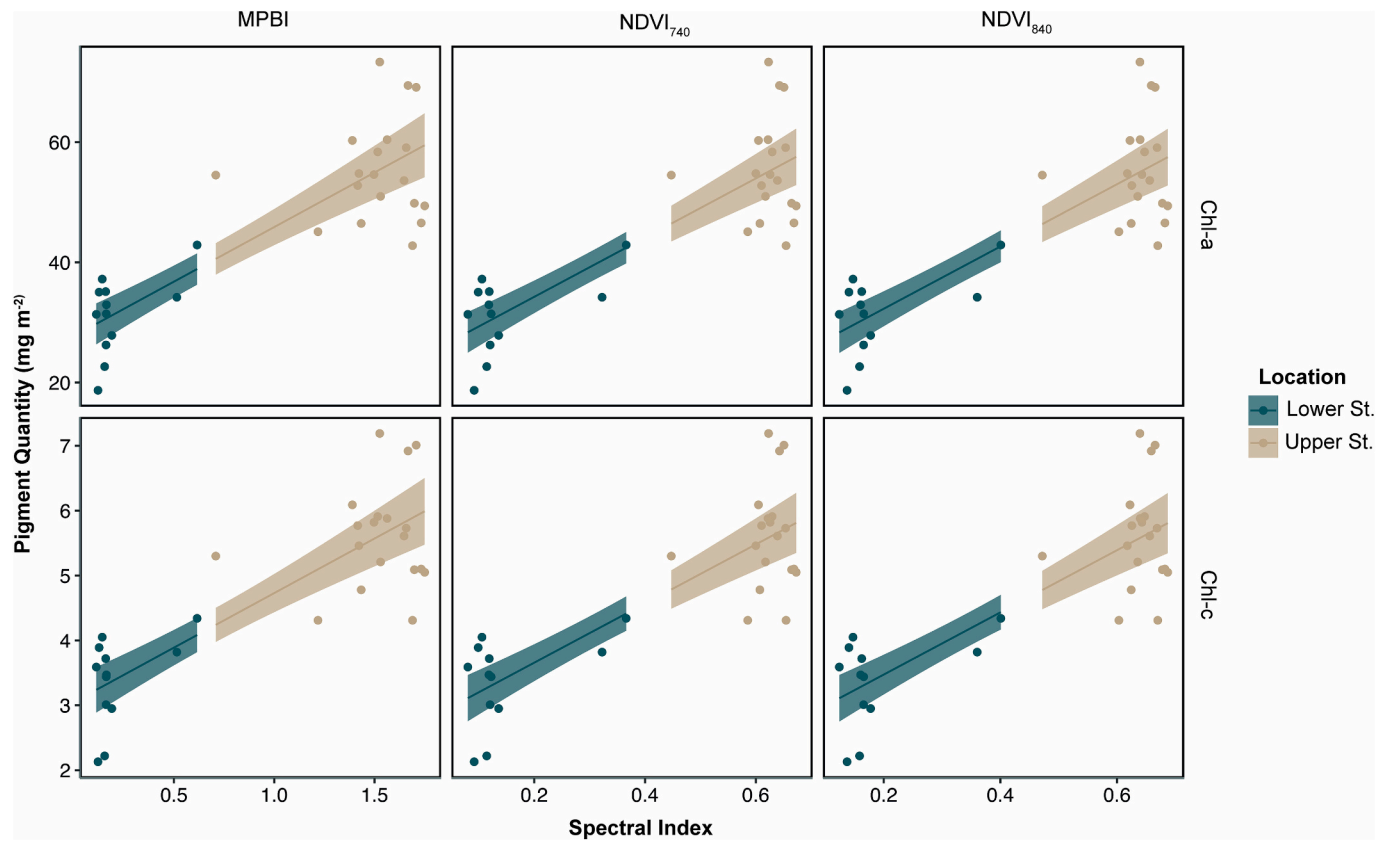 MPBI NDVI740 NDVI840
60
40
20
Chl-a
7
6
5
4
3
2
Chl-c
0.5 1.0 1.5 0.2 0.4 0.6 0.2 0.4 0.6
Spectral Index
Pigment Quantity (mg m-2)
Location
Lower St.
Upper St.